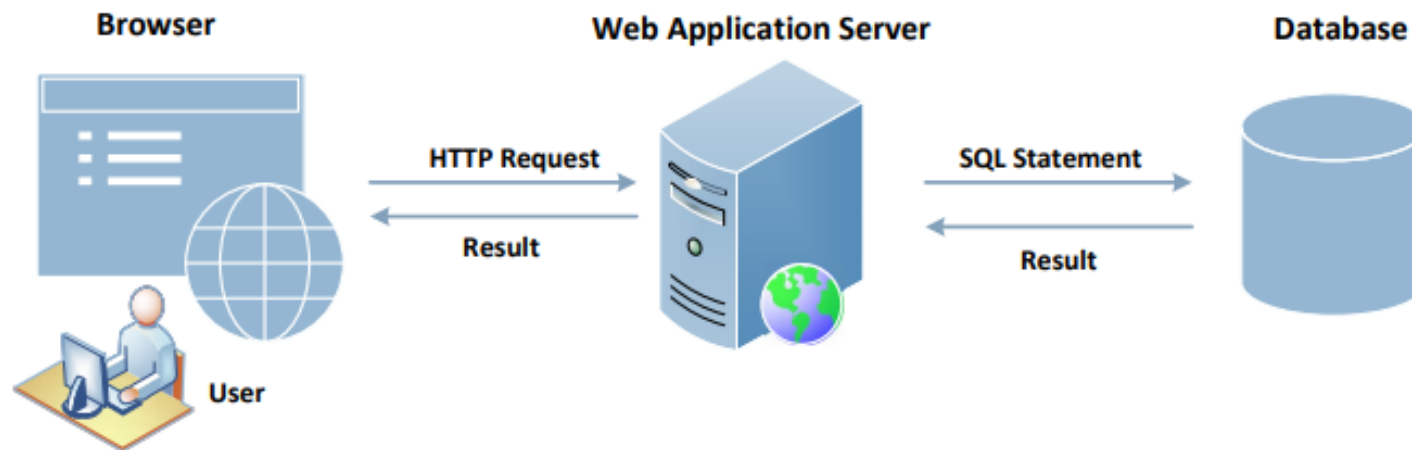 Browser
Web Application Server
Database
HTTP Request
SQL Statement
Result
Result
User